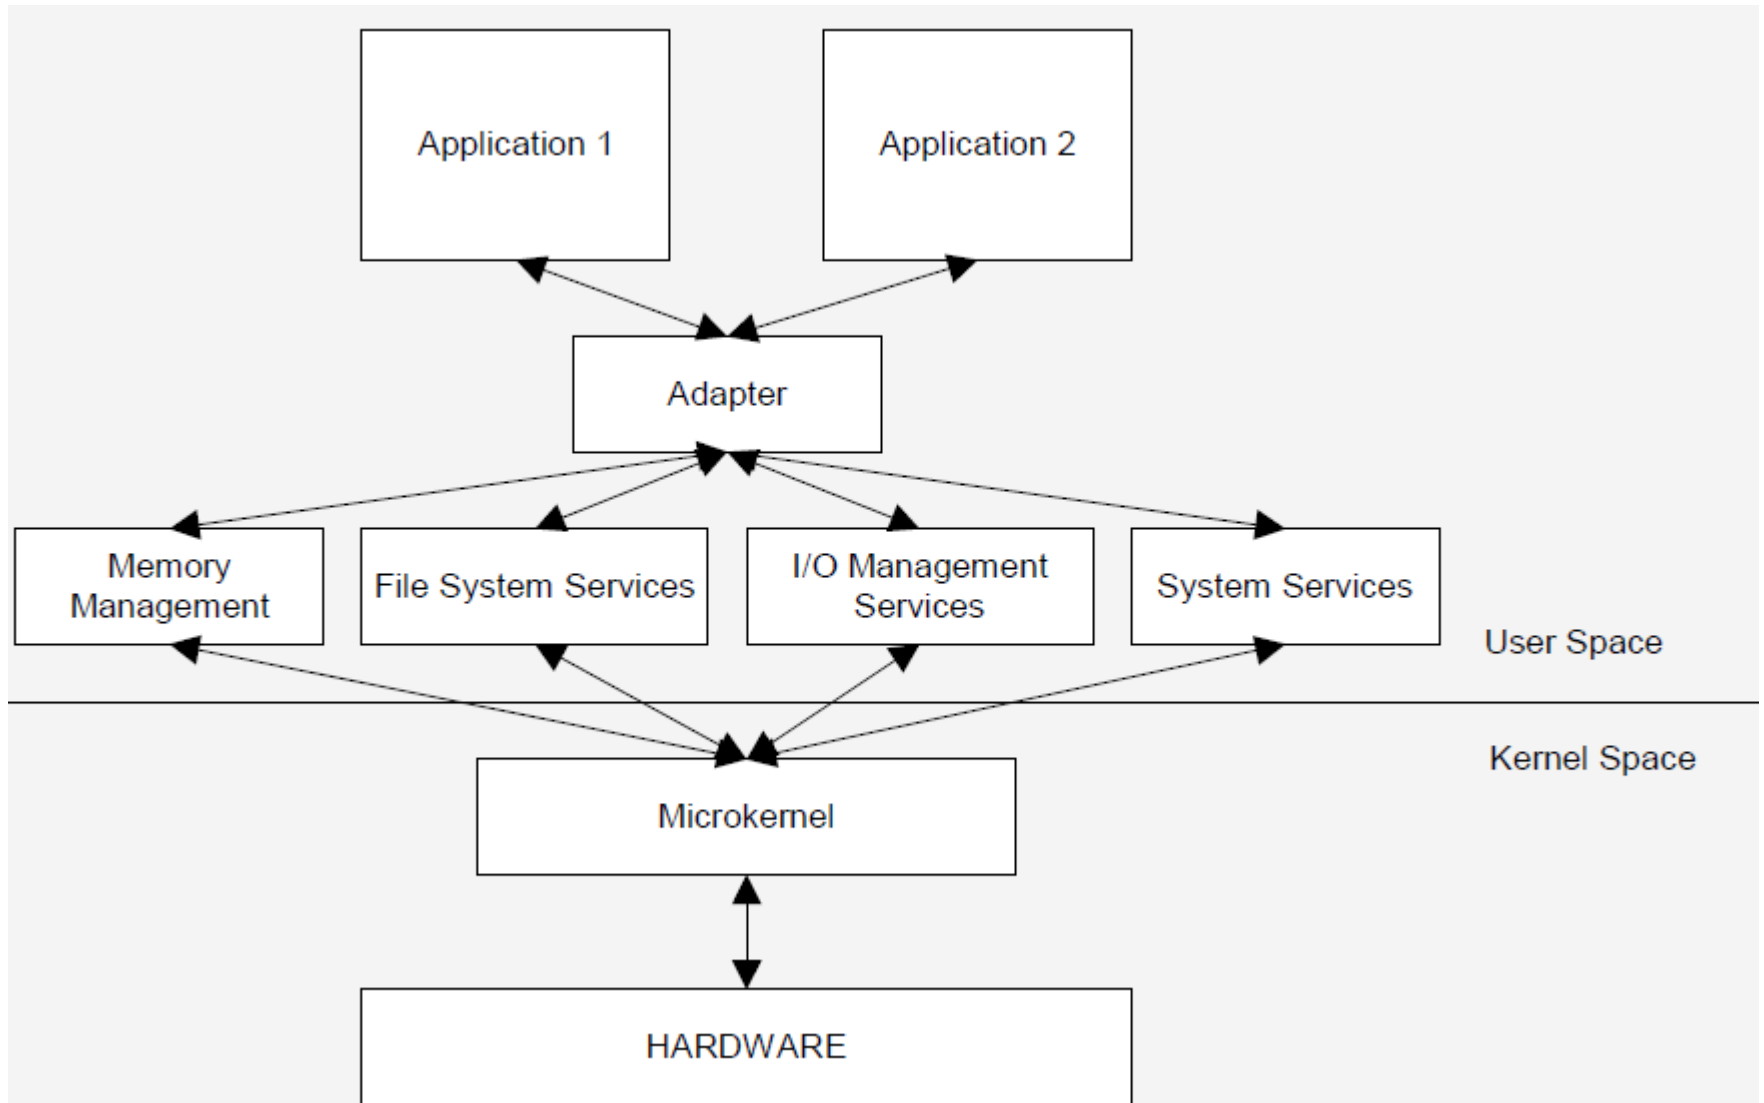 Application 1
Application 2
Adapter
Memory
Management
File System Services
I/O Management
Services
System Services
User Space
Kernel Space
Microkernel
HARDWARE